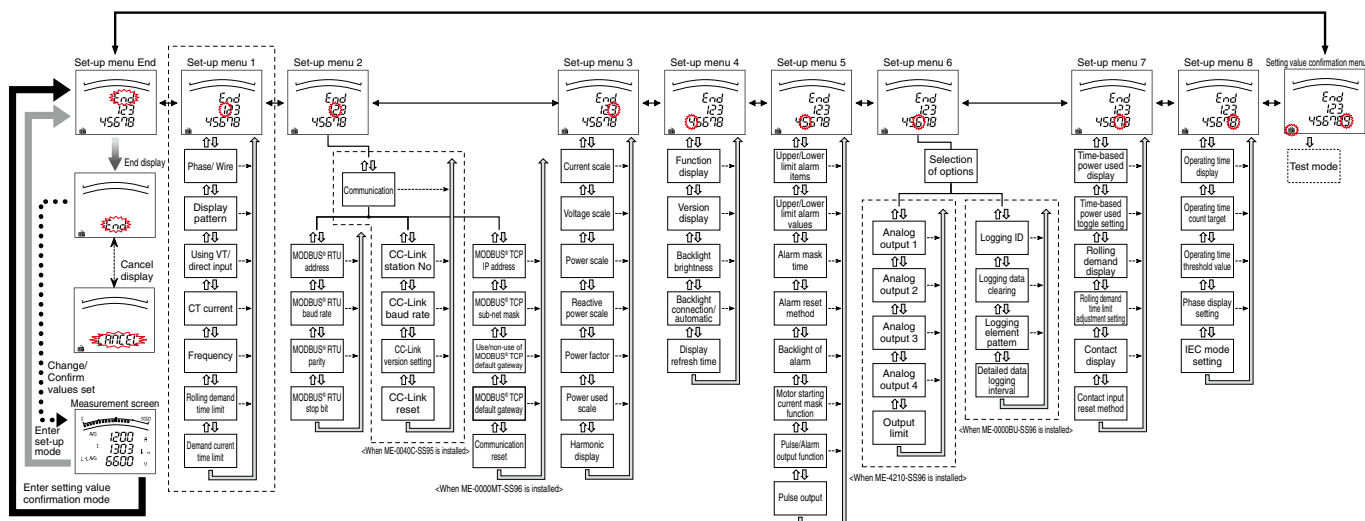 Set-up menu End
Set-up menu 1
Set-up menu 2
Set-up menu 3
Set-up menu 4
Set-up menu 5
Set-up menu 6
Set-up menu 7
Set-up menu 8
Setting value confirmation menu
End
123
45678
End
123
45678
End
123
45678
End
123
45678
End
123
45678
End
123
45678
End
123
45678
End
123
45678
End
123
45678
End
123
45678
End display
End
Cancel
display
CANCEL
Change/
Confirm
values set
Measurement screen
AVG
1200
A
1303
L-L AVG
6600
V
Enter
set-up
mode
Enter setting value
confirmation mode
Phase/ Wire
Display
pattern
Using VT/
direct input
CT current
Frequency
Rolling demand
time limit
Demand current
time limit
Communication
MODBUS® RTU
address
MODBUS® RTU
baud rate
MODBUS® RTU
parity
MODBUS® RTU
stop bit
CC-Link
station No
CC-Link
baud rate
CC-Link
version setting
CC-Link
reset
<When ME-0040C-SS95 is installed>
MODBUS® TCP
IP address
MODBUS® TCP
sub-net mask
Use/non-use of
MODBUS® TCP
default gateway
MODBUS® TCP
default gateway
Communication
reset
<When ME-0000MT-SS96 is installed>
Current scale
Voltage scale
Power scale
Reactive
power scale
Power factor
Power used
scale
Harmonic
display
Function
display
Version
display
Backlight
brightness
Backlight
connection/
automatic
Display
refresh time
Upper/Lower
limit alarm
items
Upper/Lower
limit alarm
values
Alarm mask
time
Alarm reset
method
Backlight of
alarm
Motor starting
current mask
function
Pulse/Alarm
output function
Pulse output
Selection
of options
Analog
output 1
Analog
output 2
Analog
output 3
Analog
output 4
Output
limit
<When ME-4210-SS96 is installed>
Logging ID
Logging data
clearing
Logging
element
pattern
Detailed data
logging
interval
<When ME-0000BU-SS96 is installed>
Time-based
power used
display
Time-based
power used
toggle setting
Rolling
demand
display
Rolling demand
time limit
adjustment setting
Contact
display
Contact input
reset method
Operating time
display
Operating time
count target
Operating time
threshold value
Phase display
setting
IEC mode
setting
Test mode